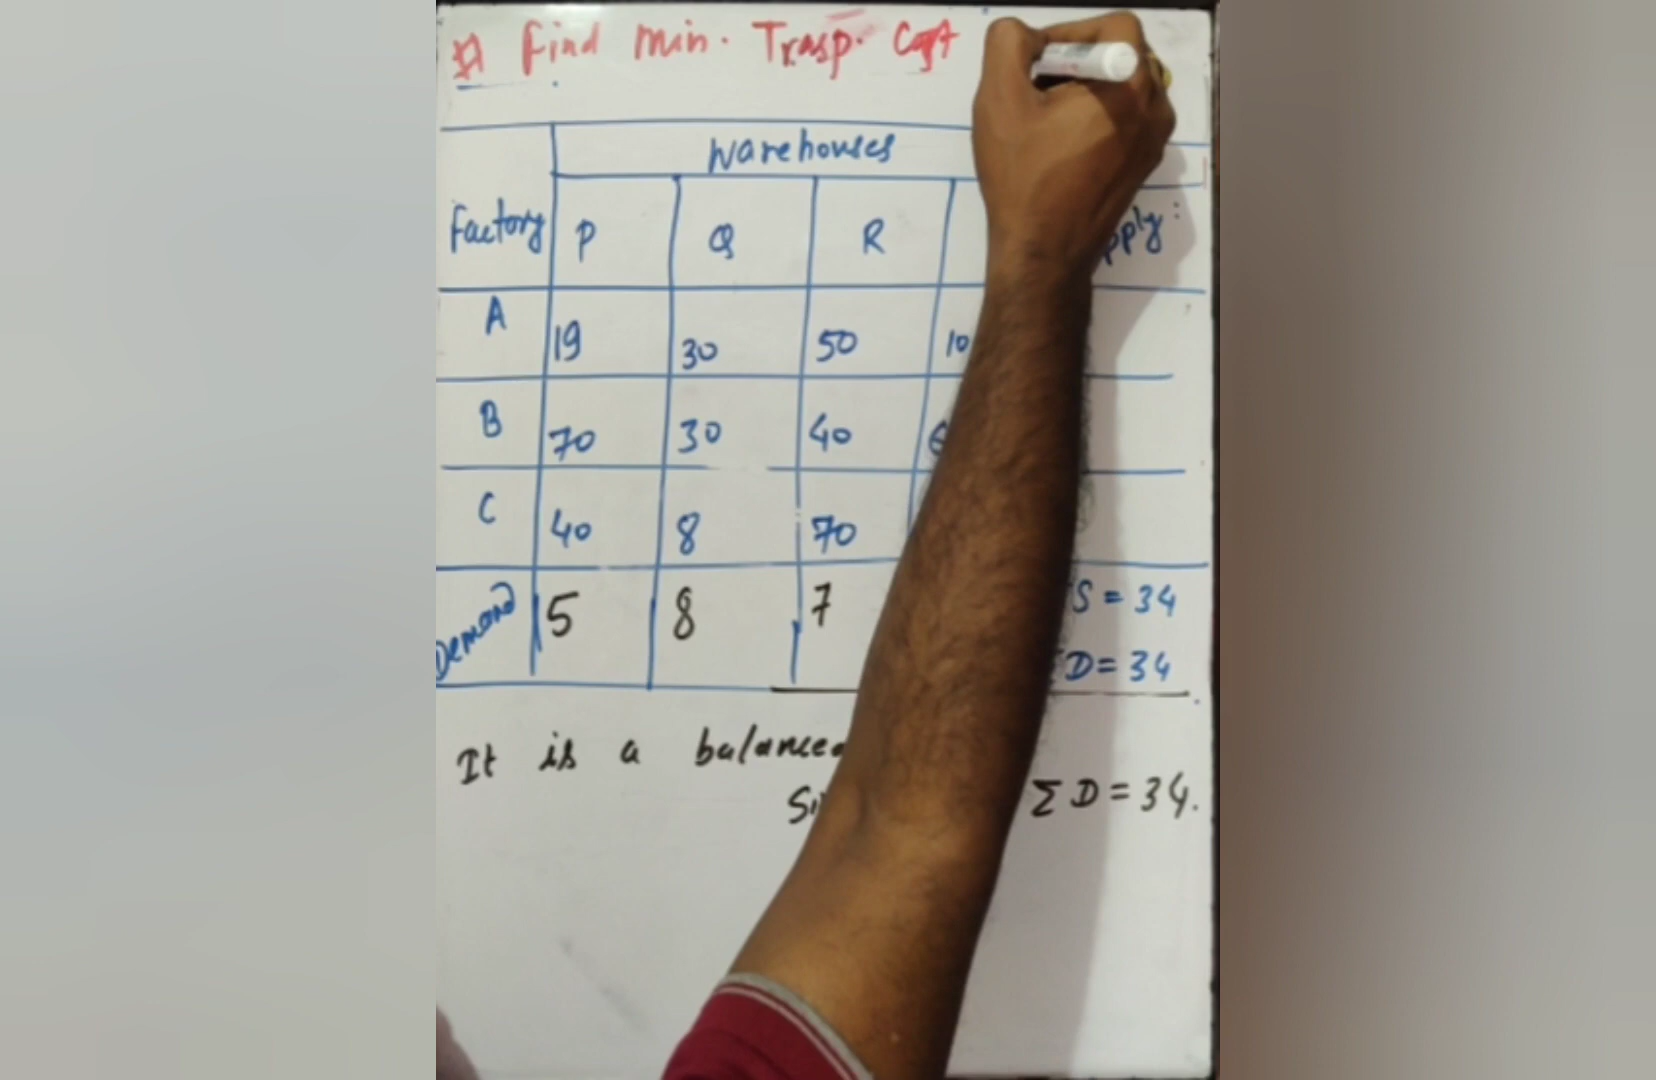 Find Min. Trasp. Cost
Warehouses
Factory P Q R
A 19 30 50 10
B 70 30 40
C 40 8 70
Demand 5 8 7 S = 34
D = 34
It is a balanced
Σ D = 34.